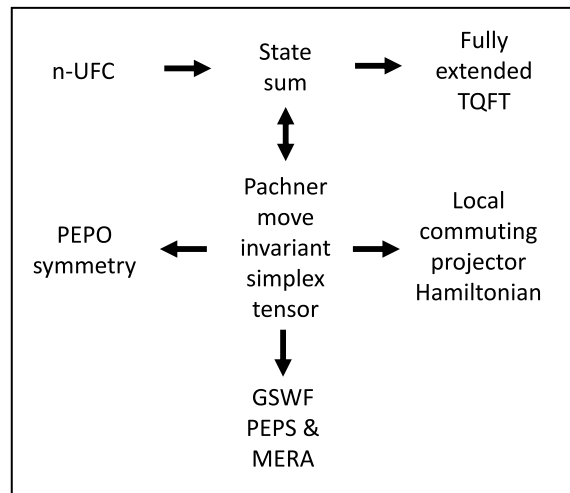 n-UFC
State
sum
Fully
extended
TQFT
PEPO
symmetry
Pachner
move
invariant
simplex
tensor
Local
commuting
projector
Hamiltonian
GSWF
PEPS &
MERA